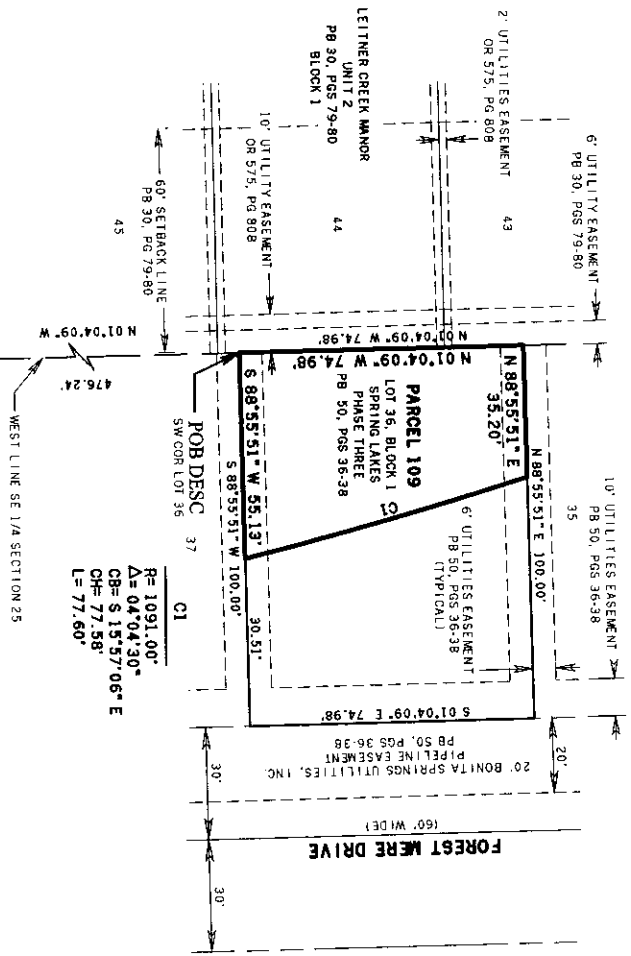 LEITNER CREEK MANOR
UNIT 2
PB 30, PGS 79-80
BLOCK 1
2' UTILITIES EASEMENT
OR 575, PG 808
6' UTILITY EASEMENT
PB 30, PGS 79-80
10' UTILITY EASEMENT
OR 575, PG 808
60' SETBACK LINE
PB 30, PG 79-80
43
44
45
N 01°04'09" W 74.98'
N 01°04'09" W 74.98'
N 01°04'09" W
476.24'
WEST LINE SE 1/4 SECTION 25
N 88°55'51" E
35.20'
N 88°55'51" E 100.00'
PARCEL 109
LOT 36, BLOCK 1
SPRING LAKES
PHASE THREE
PB 50, PGS 36-38
C1
S 88°55'51" W 55.13'
S 88°55'51" W 100.00'
POB DESC
SW COR LOT 36
37
35
10' UTILITIES EASEMENT
PB 50, PGS 36-38
6' UTILITIES EASEMENT
PB 50, PGS 36-38
(TYPICAL)
30.51'
S 01°04'09" E 74.98'
20' BONITA SPRINGS UTILITIES, INC.
PIPELINE EASEMENT
PB 50, PGS 36-38
20'
30'
(60' WIDE)
FOREST MERE DRIVE
30'
C1
R= 1091.00'
Δ= 04°04'30"
CB= S 15°57'06" E
CH= 77.58'
L= 77.60'